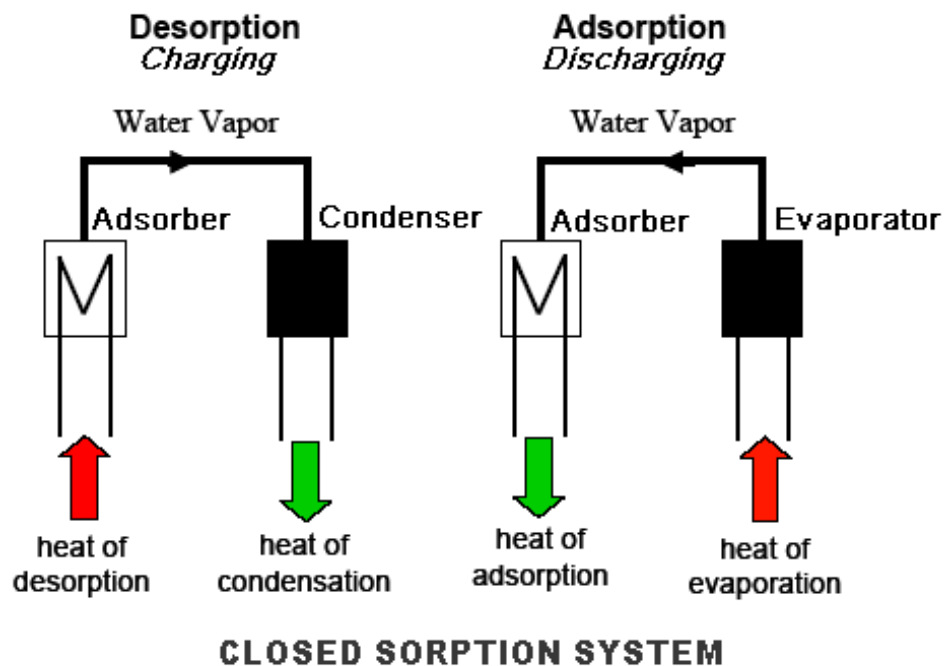 Desorption
Charging
Adsorption
Discharging
Water Vapor
Water Vapor
Adsorber
Condenser
Adsorber
Evaporator
heat of
desorption
heat of
condensation
heat of
adsorption
heat of
evaporation
CLOSED SORPTION SYSTEM